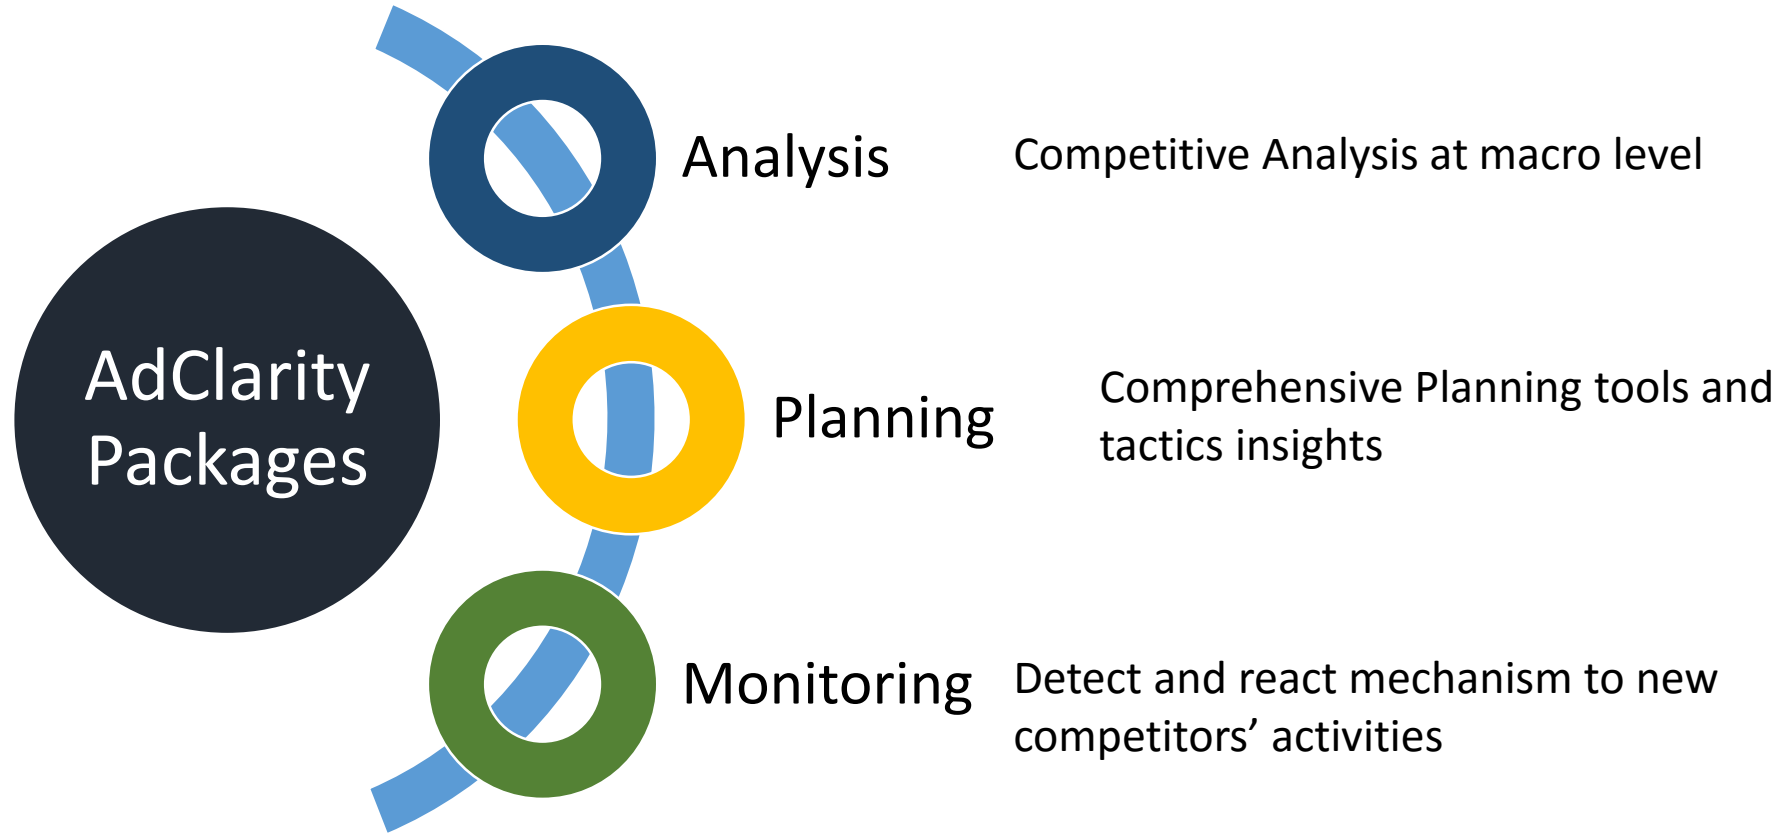 AdClarity
Packages
Analysis
Competitive Analysis at macro level
Planning
Comprehensive Planning tools and
tactics insights
Monitoring
Detect and react mechanism to new
competitors’ activities